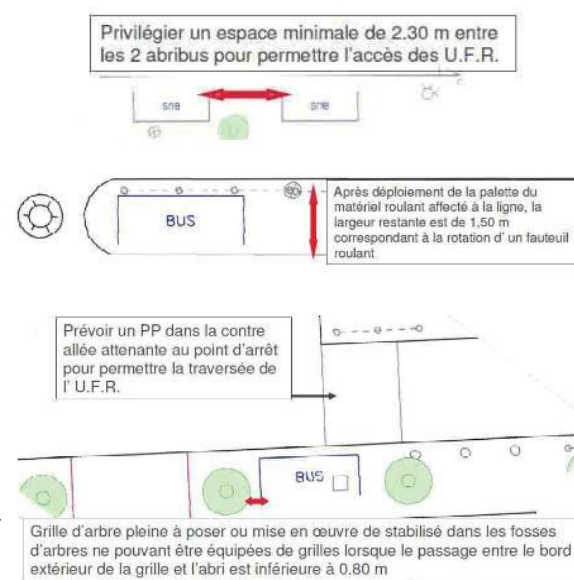 Privilégier un espace minimale de 2.30 m entre
les 2 abribus pour permettre l'accès des U.F.R.
BUS
BUS
BUS
Après déploiement de la palette du
matériel roulant affecté à la ligne, la
largeur restante est de 1,50 m
correspondant à la rotation d' un fauteuil
roulant
Prévoir un PP dans la contre
allée attenante au point d'arrêt
pour permettre la traversée de
l' U.F.R.
BUS
Grille d'arbre pleine à poser ou mise en œuvre de stabilisé dans les fosses
d'arbres ne pouvant être équipées de grilles lorsque le passage entre le bord
extérieur de la grille et l'abri est inférieure à 0.80 m